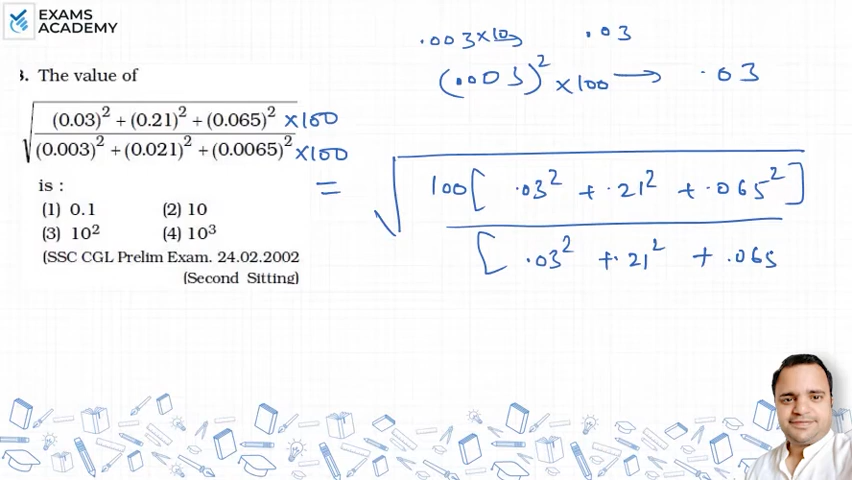 EXAMS
ACADEMY
.003×10 .03
(.003)² ×100 → .03
3. The value of
√ (0.03)² + (0.21)² + (0.065)² ×100
(0.003)² + (0.021)² + (0.0065)² ×100
is :
(1) 0.1 (2) 10
(3) 10² (4) 10³
(SSC CGL Prelim Exam. 24.02.2002
(Second Sitting)
= √ 100[ .03² + .21² + .065² ]
[ .03² + .21² + .065